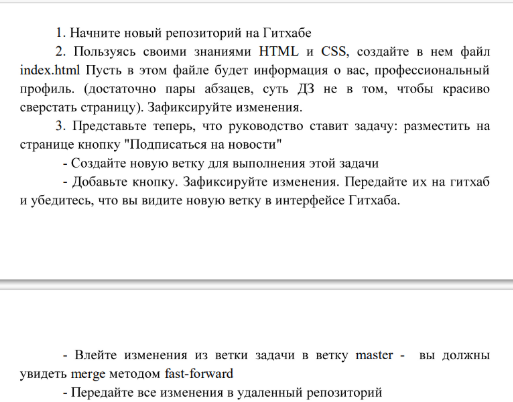 1. Начните новый репозиторий на Гитхабе
2. Пользуясь своими знаниями HTML и CSS, создайте в нем файл
index.html Пусть в этом файле будет информация о вас, профессиональный
профиль. (достаточно пары абзацев, суть ДЗ не в том, чтобы красиво
сверстать страницу). Зафиксируйте изменения.
3. Представьте теперь, что руководство ставит задачу: разместить на
странице кнопку "Подписаться на новости"
- Создайте новую ветку для выполнения этой задачи
- Добавьте кнопку. Зафиксируйте изменения. Передайте их на гитхаб
и убедитесь, что вы видите новую ветку в интерфейсе Гитхаба.
- Влейте изменения из ветки задачи в ветку master - вы должны
увидеть merge методом fast-forward
- Передайте все изменения в удаленный репозиторий